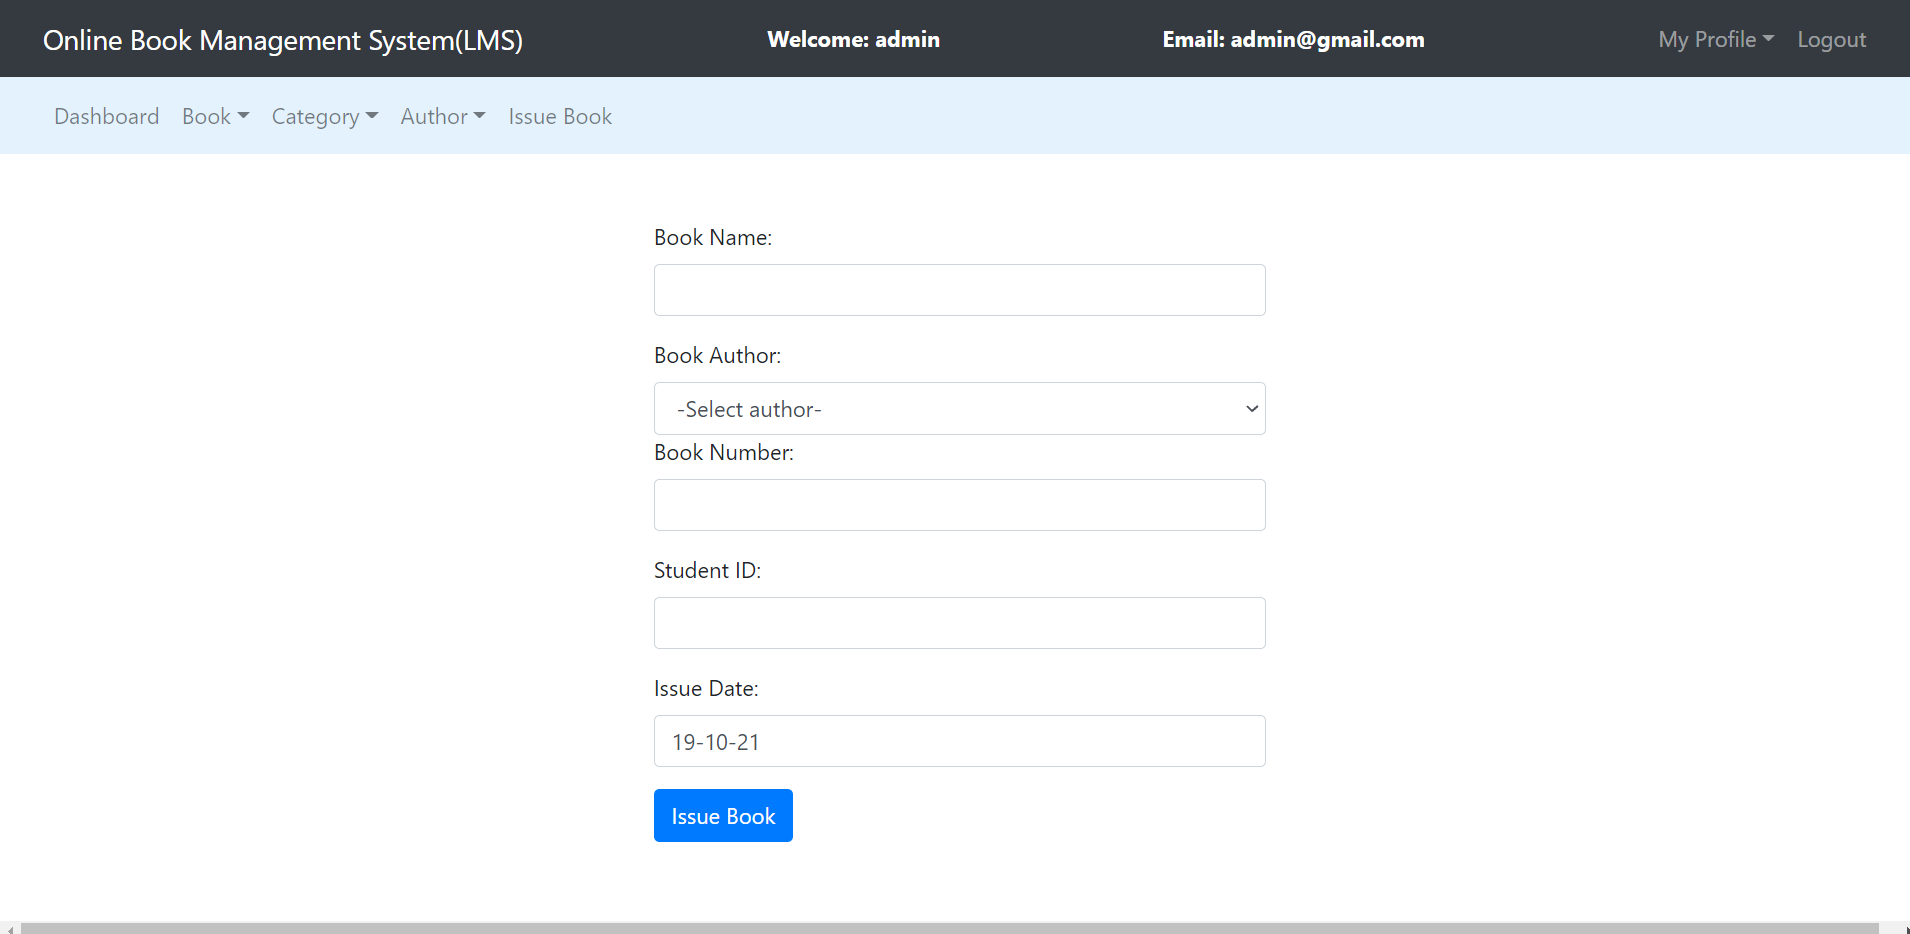 Online Book Management System(LMS) Welcome: admin Email: admin@gmail.com My Profile Logout
Dashboard Book Category Author Issue Book
Book Name:
Book Author:
-Select author-
Book Number:
Student ID:
Issue Date:
19-10-21
Issue Book